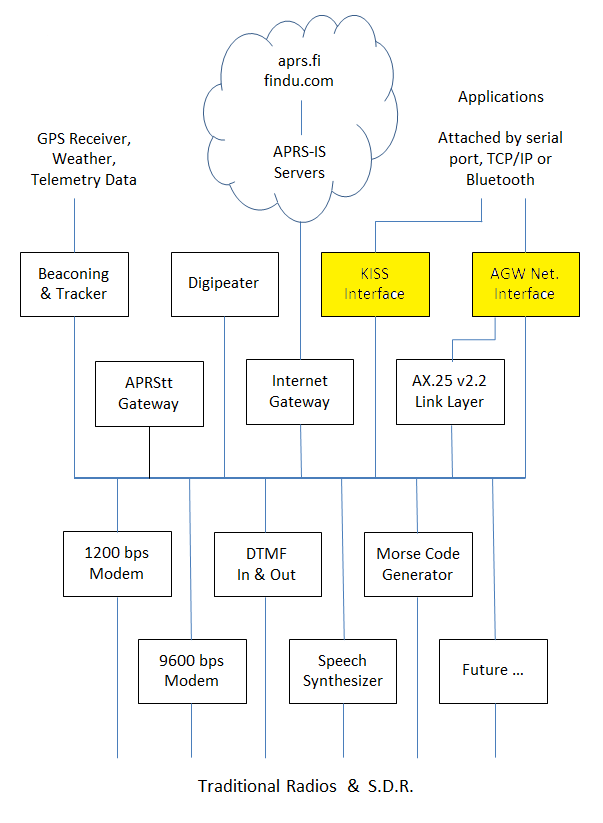 aprs.fi
findu.com
APRS-IS
Servers
Applications
Attached by serial
port, TCP/IP or
Bluetooth
GPS Receiver,
Weather,
Telemetry Data
Beaconing
& Tracker
Digipeater
KISS
Interface
AGW Net.
Interface
APRStt
Gateway
Internet
Gateway
AX.25 v2.2
Link Layer
1200 bps
Modem
DTMF
In & Out
Morse Code
Generator
9600 bps
Modem
Speech
Synthesizer
Future ...
Traditional Radios & S.D.R.